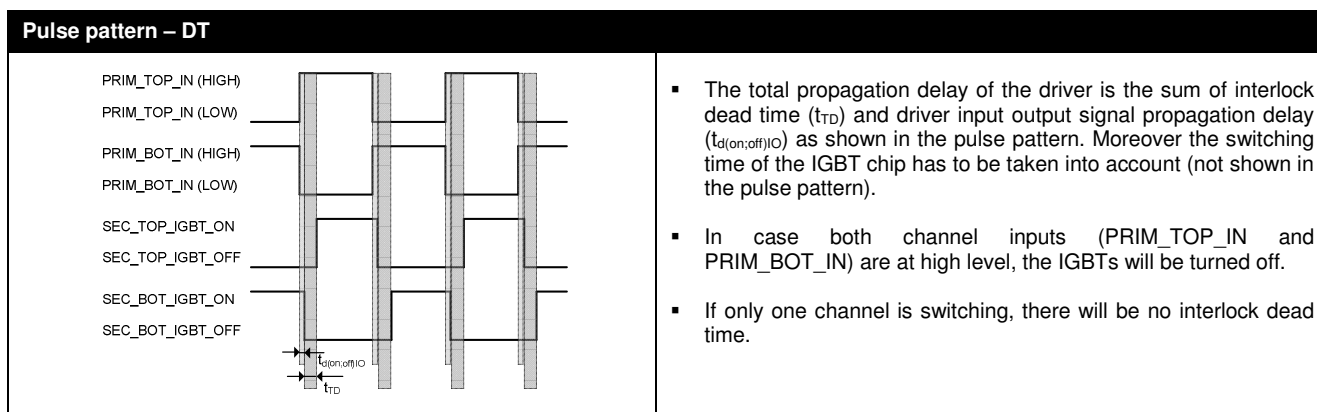 Pulse pattern – DT
PRIM_TOP_IN (HIGH)
PRIM_TOP_IN (LOW)
PRIM_BOT_IN (HIGH)
PRIM_BOT_IN (LOW)
SEC_TOP_IGBT_ON
SEC_TOP_IGBT_OFF
SEC_BOT_IGBT_ON
SEC_BOT_IGBT_OFF
td(on;off)IO
tTD
▪ The total propagation delay of the driver is the sum of interlock
dead time (tTD) and driver input output signal propagation delay
(td(on;off)IO) as shown in the pulse pattern. Moreover the switching
time of the IGBT chip has to be taken into account (not shown in
the pulse pattern).
▪ In case both channel inputs (PRIM_TOP_IN and
PRIM_BOT_IN) are at high level, the IGBTs will be turned off.
▪ If only one channel is switching, there will be no interlock dead
time.